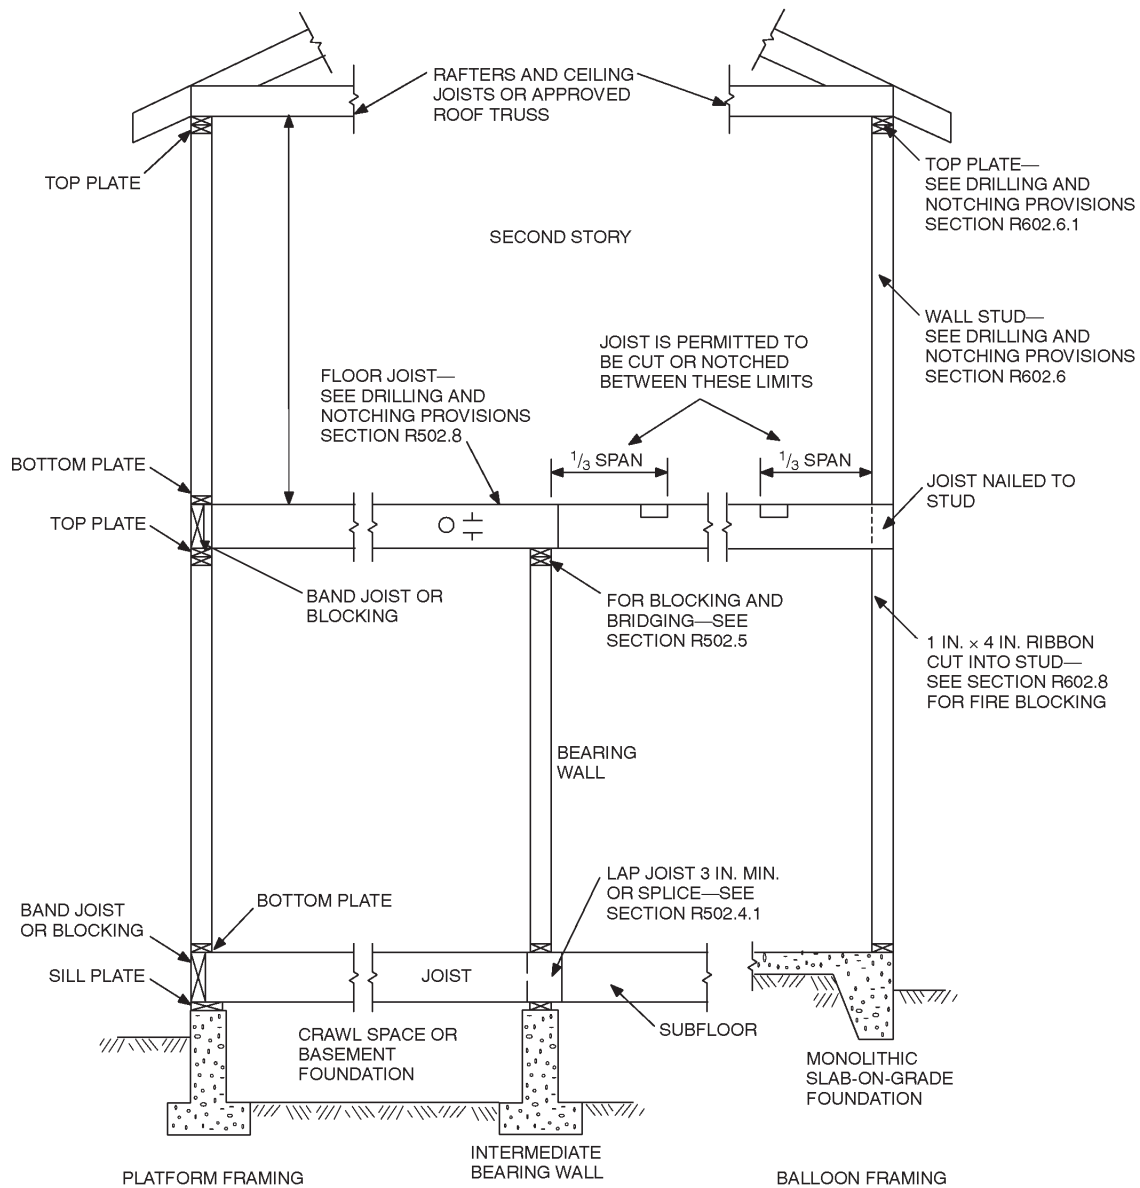 RAFTERS AND CEILING
JOISTS OR APPROVED
ROOF TRUSS
TOP PLATE
TOP PLATE—
SEE DRILLING AND
NOTCHING PROVISIONS
SECTION R602.6.1
SECOND STORY
WALL STUD—
SEE DRILLING AND
NOTCHING PROVISIONS
SECTION R602.6
JOIST IS PERMITTED TO
BE CUT OR NOTCHED
BETWEEN THESE LIMITS
FLOOR JOIST—
SEE DRILLING AND
NOTCHING PROVISIONS
SECTION R502.8
1/3 SPAN
1/3 SPAN
BOTTOM PLATE
JOIST NAILED TO
STUD
TOP PLATE
BAND JOIST OR
BLOCKING
FOR BLOCKING AND
BRIDGING—SEE
SECTION R502.5
1 IN. × 4 IN. RIBBON
CUT INTO STUD—
SEE SECTION R602.8
FOR FIRE BLOCKING
BEARING
WALL
LAP JOIST 3 IN. MIN.
OR SPLICE—SEE
SECTION R502.4.1
BOTTOM PLATE
BAND JOIST
OR BLOCKING
SILL PLATE
JOIST
SUBFLOOR
CRAWL SPACE OR
BASEMENT
FOUNDATION
MONOLITHIC
SLAB-ON-GRADE
FOUNDATION
INTERMEDIATE
BEARING WALL
PLATFORM FRAMING
BALLOON FRAMING